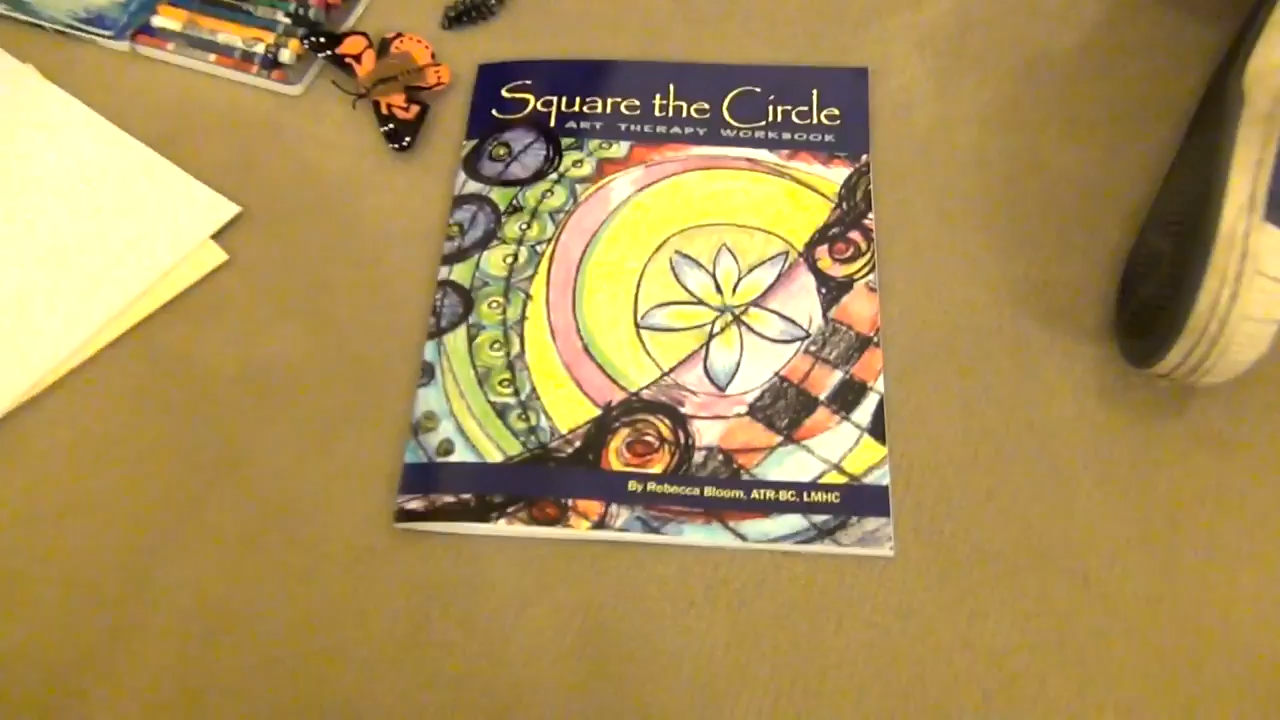 Square the Circle
ART THERAPY WORKBOOK
By Rebecca Bloom, ATR-BC, LMHC